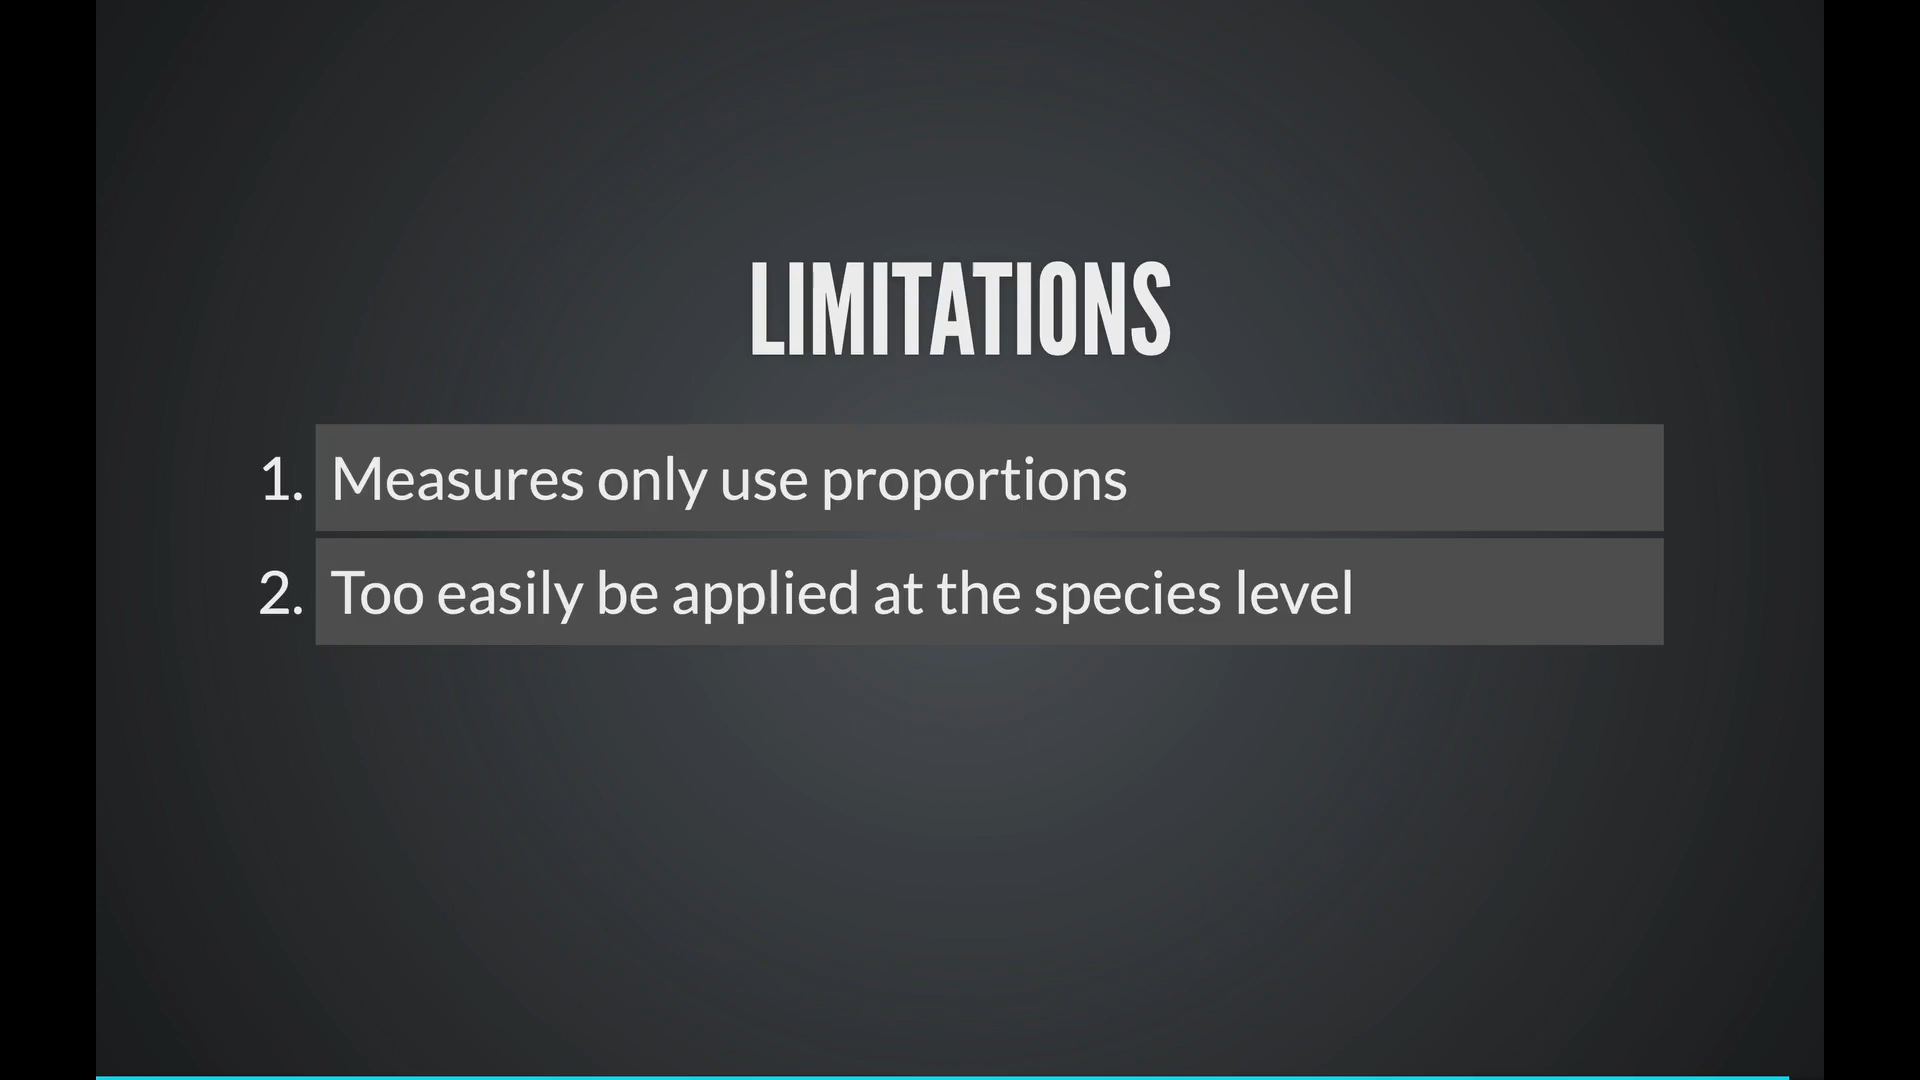 LIMITATIONS
1. Measures only use proportions
2. Too easily be applied at the species level